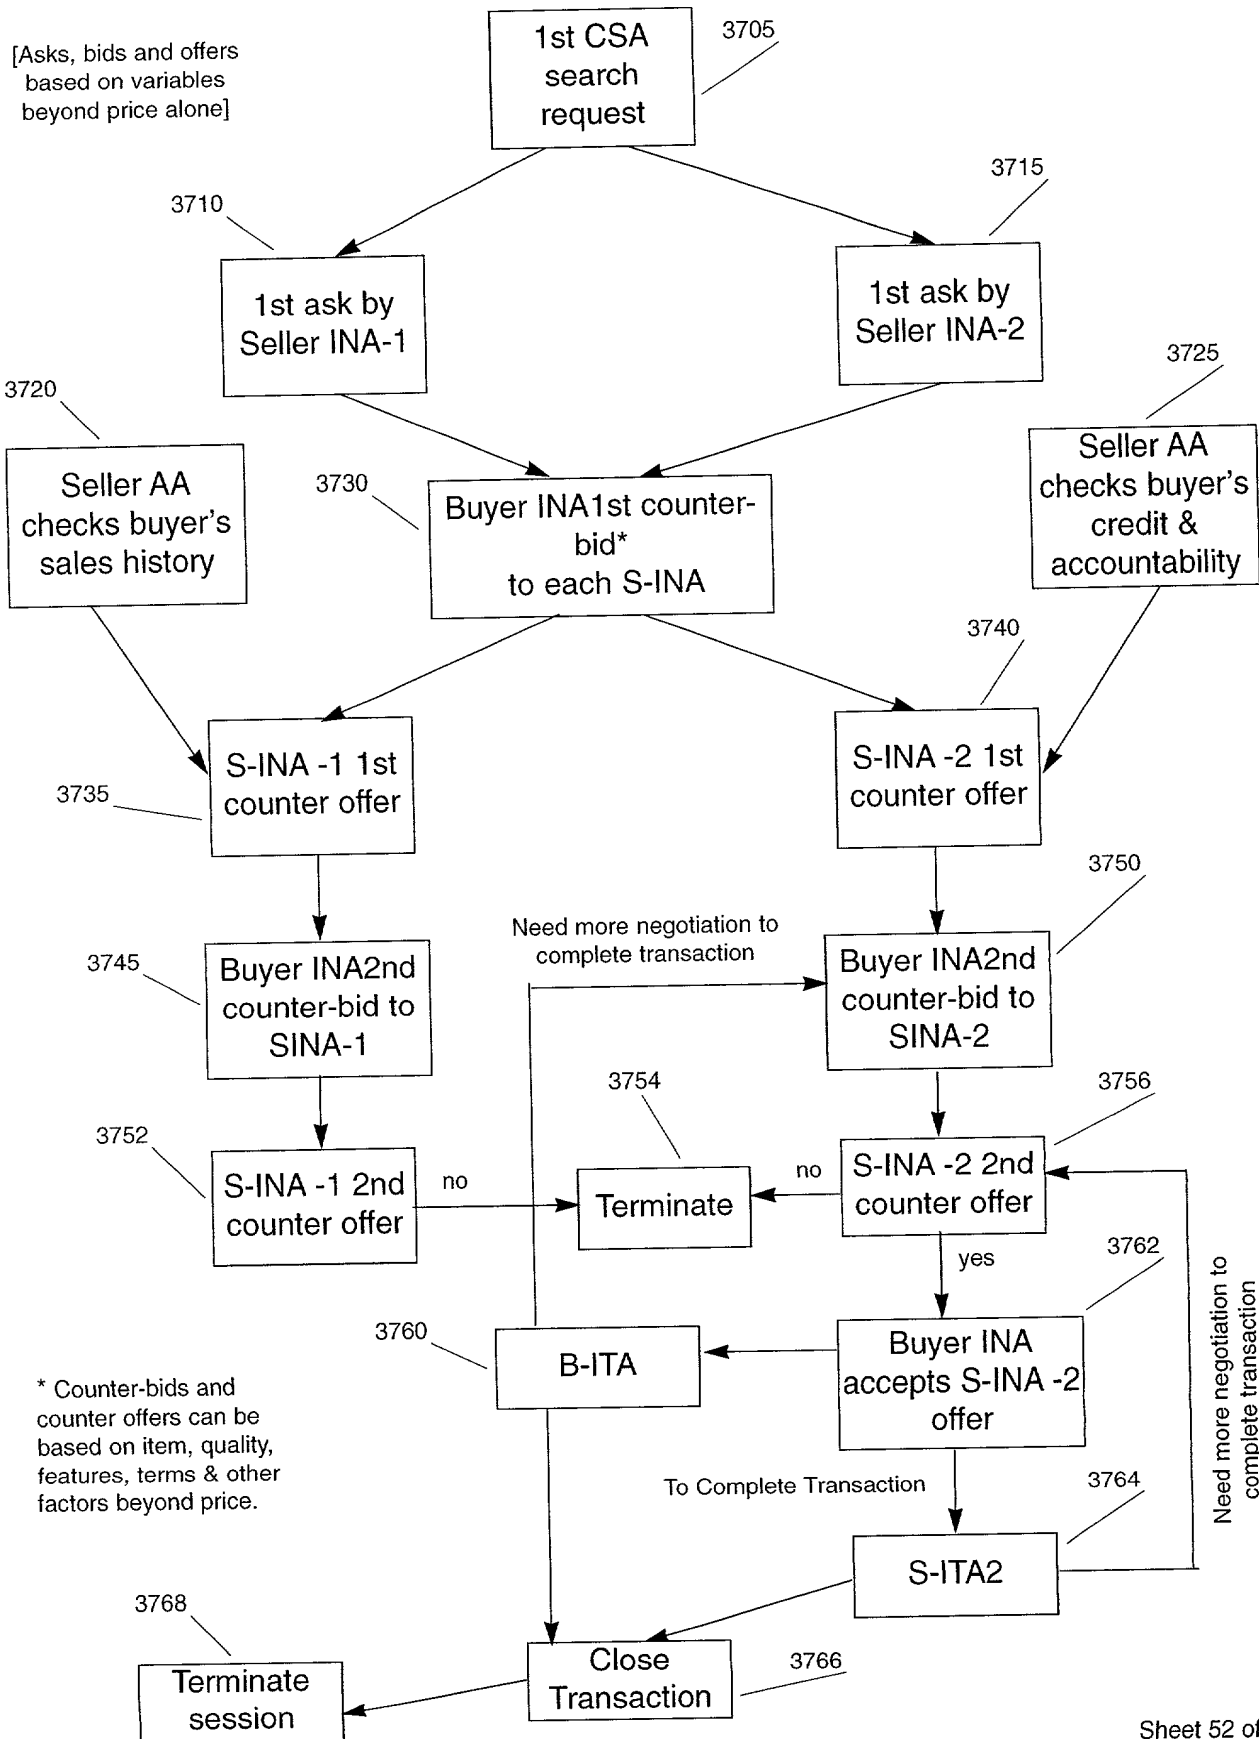 [Asks, bids and offers
based on variables
beyond price alone]
1st CSA
search
request
3705
3710
3715
1st ask by
Seller INA-1
1st ask by
Seller INA-2
3720
3725
Seller AA
checks buyer's
sales history
3730
Buyer INA1st counter-
bid*
to each S-INA
Seller AA
checks buyer's
credit &
accountability
3740
S-INA -1 1st
counter offer
3735
S-INA -2 1st
counter offer
3750
Need more negotiation to
complete transaction
3745
Buyer INA2nd
counter-bid to
SINA-1
Buyer INA2nd
counter-bid to
SINA-2
3754
3756
3752
S-INA -1 2nd
counter offer
no
Terminate
no
S-INA -2 2nd
counter offer
yes
3762
Need more negotiation to
complete transaction
3760
B-ITA
Buyer INA
accepts S-INA -2
offer
* Counter-bids and
counter offers can be
based on item, quality,
features, terms & other
factors beyond price.
To Complete Transaction
3764
S-ITA2
3768
Terminate
session
Close
Transaction
3766
Sheet 52 of